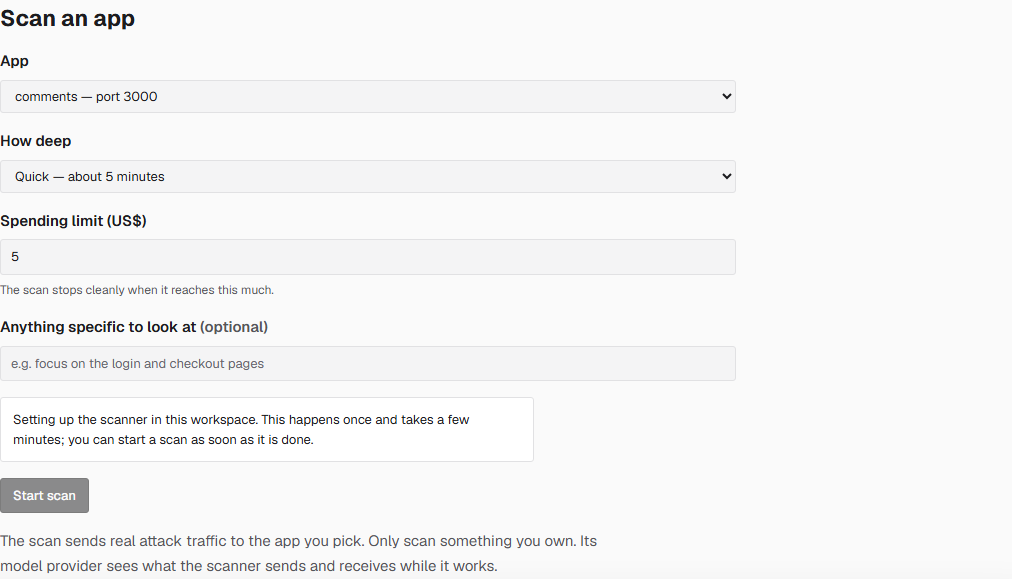 Scan an app
App
comments — port 3000
How deep
Quick — about 5 minutes
Spending limit (US$)
5
The scan stops cleanly when it reaches this much.
Anything specific to look at (optional)
e.g. focus on the login and checkout pages
Setting up the scanner in this workspace. This happens once and takes a few
minutes; you can start a scan as soon as it is done.
Start scan
The scan sends real attack traffic to the app you pick. Only scan something you own. Its
model provider sees what the scanner sends and receives while it works.